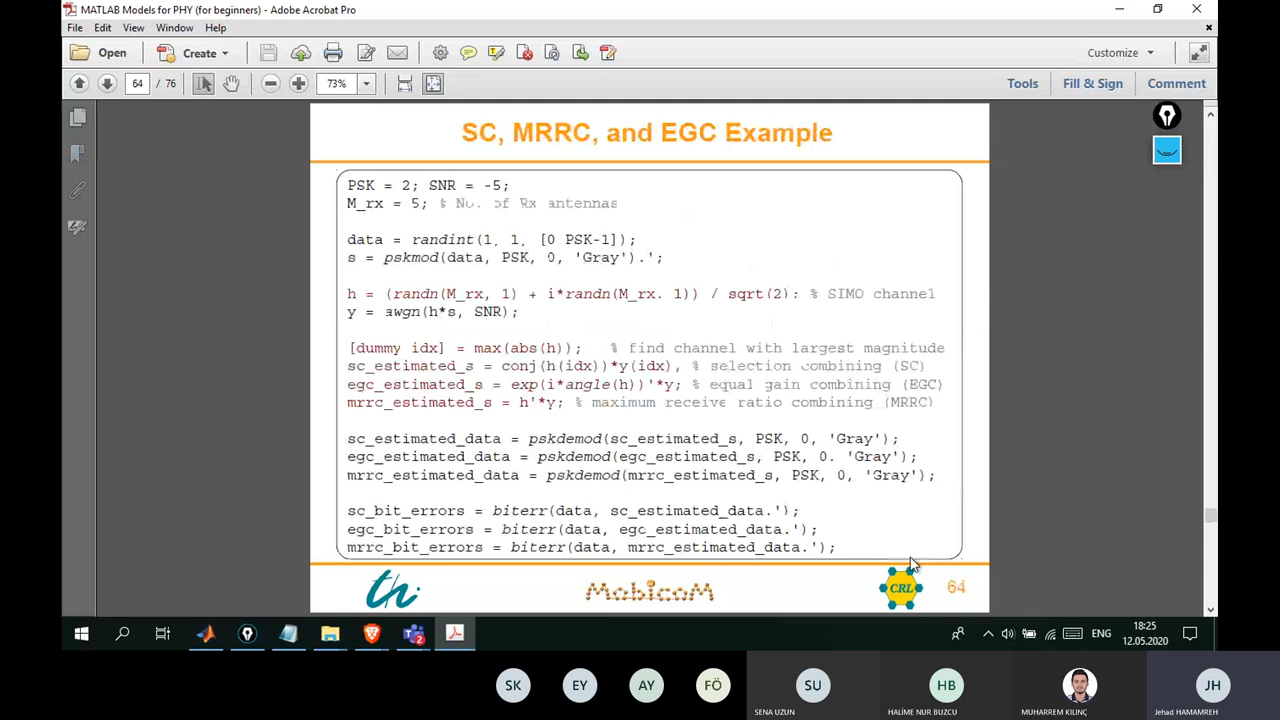 MATLAB Models for PHY (for beginners) - Adobe Acrobat Pro
File Edit View Window Help
Open Create Customize
64 / 76 73% Tools Fill & Sign Comment
SC, MRRC, and EGC Example
PSK = 2; SNR = -5;
M_rx = 5; % No. of Rx antennas
data = randint(1, 1, [0 PSK-1]);
s = pskmod(data, PSK, 0, 'Gray').';
h = (randn(M_rx, 1) + i*randn(M_rx. 1)) / sqrt(2): % SIMO channel
y = awgn(h*s, SNR);
[dummy idx] = max(abs(h)); % find channel with largest magnitude
sc_estimated_s = conj(h(idx))*y(idx), % selection combining (SC)
egc_estimated_s = exp(i*angle(h))'*y; % equal gain combining (EGC)
mrrc_estimated_s = h'*y; % maximum receive ratio combining (MRRC)
sc_estimated_data = pskdemod(sc_estimated_s, PSK, 0, 'Gray');
egc_estimated_data = pskdemod(egc_estimated_s, PSK, 0. 'Gray');
mrrc_estimated_data = pskdemod(mrrc_estimated_s, PSK, 0, 'Gray');
sc_bit_errors = biterr(data, sc_estimated_data.');
egc_bit_errors = biterr(data, egc_estimated_data.');
mrrc_bit_errors = biterr(data, mrrc_estimated_data.');
th MobicoM CRL 64
ENG 18:25
12.05.2020
SK EY AY FÖ SU HB JH
SENA UZUN HALİME NUR BUZCU MUHARREM KILINÇ Jehad HAMAMREH